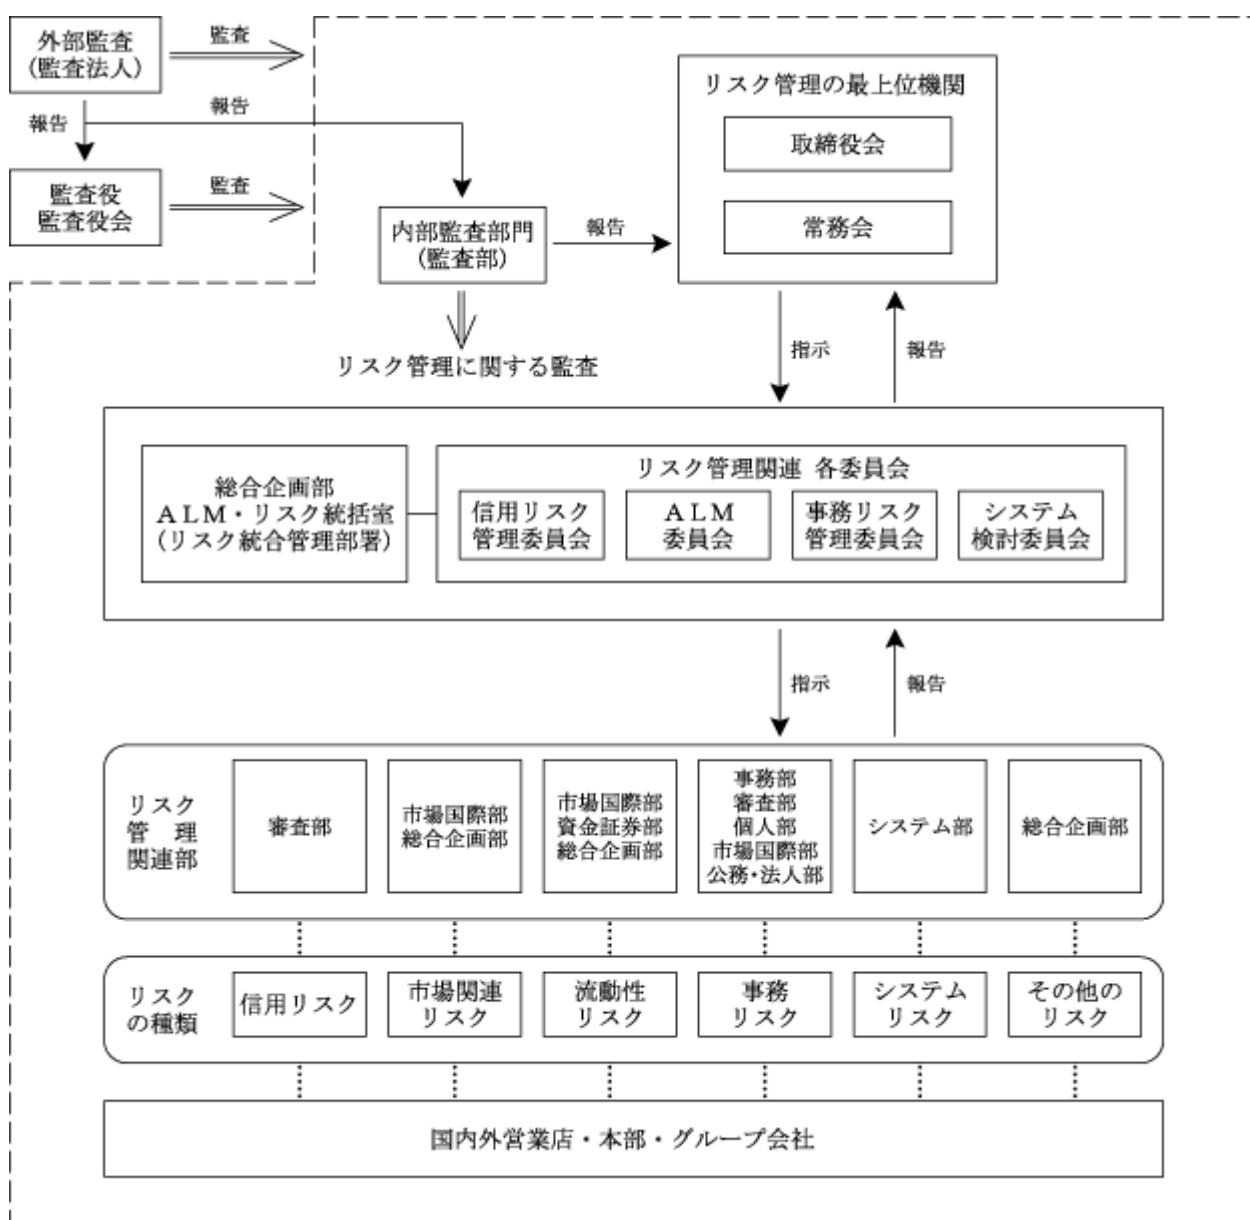 外部監査
（監査法人）
監査
報告
報告
監査役
監査役会
監査
内部監査部門
（監査部）
報告
リスク管理の最上位機関
取締役会
常務会
リスク管理に関する監査
指示
報告
総合企画部
ＡＬＭ・リスク統括室
（リスク統合管理部署）
リスク管理関連 各委員会
信用リスク
管理委員会
ＡＬＭ
委員会
事務リスク
管理委員会
システム
検討委員会
指示
報告
リスク
管理
関連部
審査部
市場国際部
総合企画部
市場国際部
資金証券部
総合企画部
事務部
審査部
個人部
市場国際部
公務・法人部
システム部
総合企画部
リスク
の種類
信用リスク
市場関連
リスク
流動性
リスク
事務
リスク
システム
リスク
その他の
リスク
国内外営業店・本部・グループ会社